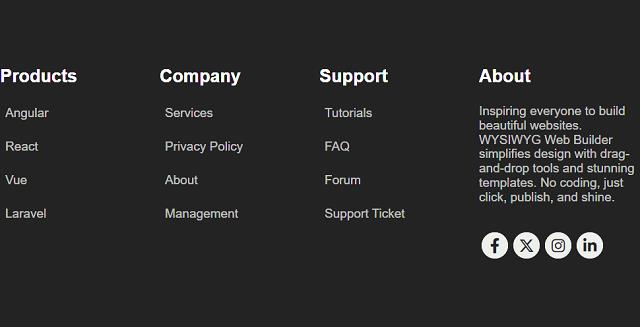 Products
Angular
React
Vue
Laravel
Company
Services
Privacy Policy
About
Management
Support
Tutorials
FAQ
Forum
Support Ticket
About
Inspiring everyone to build
beautiful websites.
WYSIWYG Web Builder
simplifies design with drag-
and-drop tools and stunning
templates. No coding, just
click, publish, and shine.